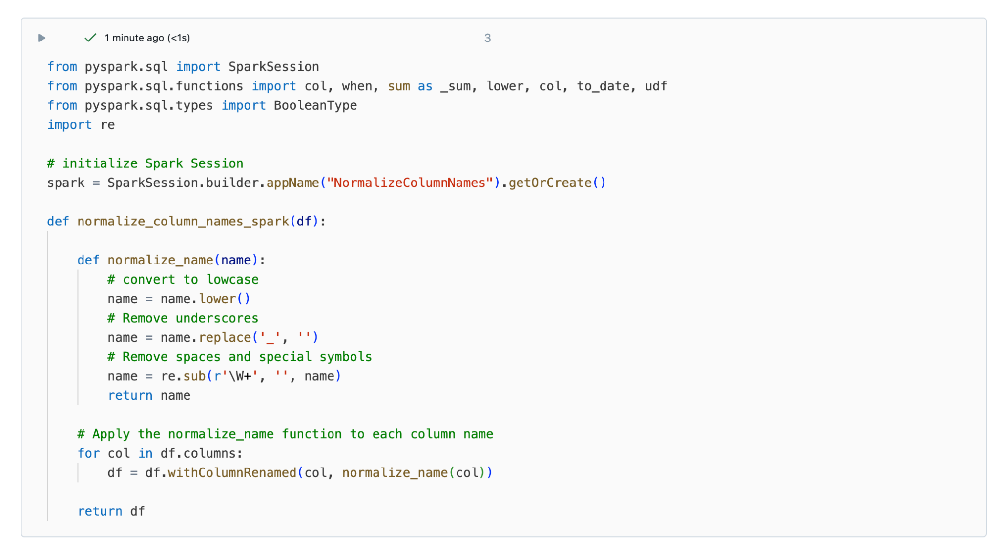 1 minute ago (<1s)
3
from pyspark.sql import SparkSession
from pyspark.sql.functions import col, when, sum as _sum, lower, col, to_date, udf
from pyspark.sql.types import BooleanType
import re

# initialize Spark Session
spark = SparkSession.builder.appName("NormalizeColumnNames").getOrCreate()

def normalize_column_names_spark(df):

    def normalize_name(name):
        # convert to lowcase
        name = name.lower()
        # Remove underscores
        name = name.replace('_', '')
        # Remove spaces and special symbols
        name = re.sub(r'\W+', '', name)
        return name

    # Apply the normalize_name function to each column name
    for col in df.columns:
        df = df.withColumnRenamed(col, normalize_name(col))

    return df